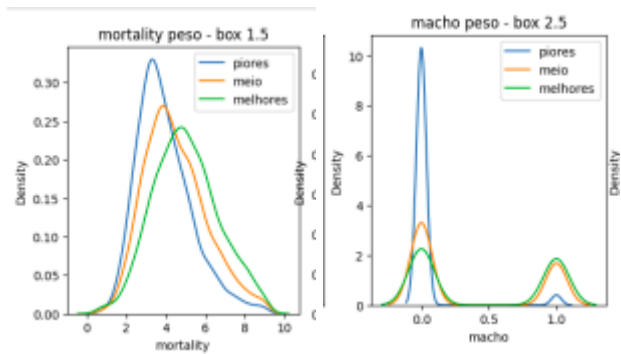 mortality peso - box 1.5
piores
meio
melhores
0.30
0.25
0.20
0.15
0.10
0.05
0.00
Density
0 2 4 6 8 10
mortality
Density
macho peso - box 2.5
piores
meio
melhores
10
8
6
4
2
0
0.0 0.5 1.0
macho
Density